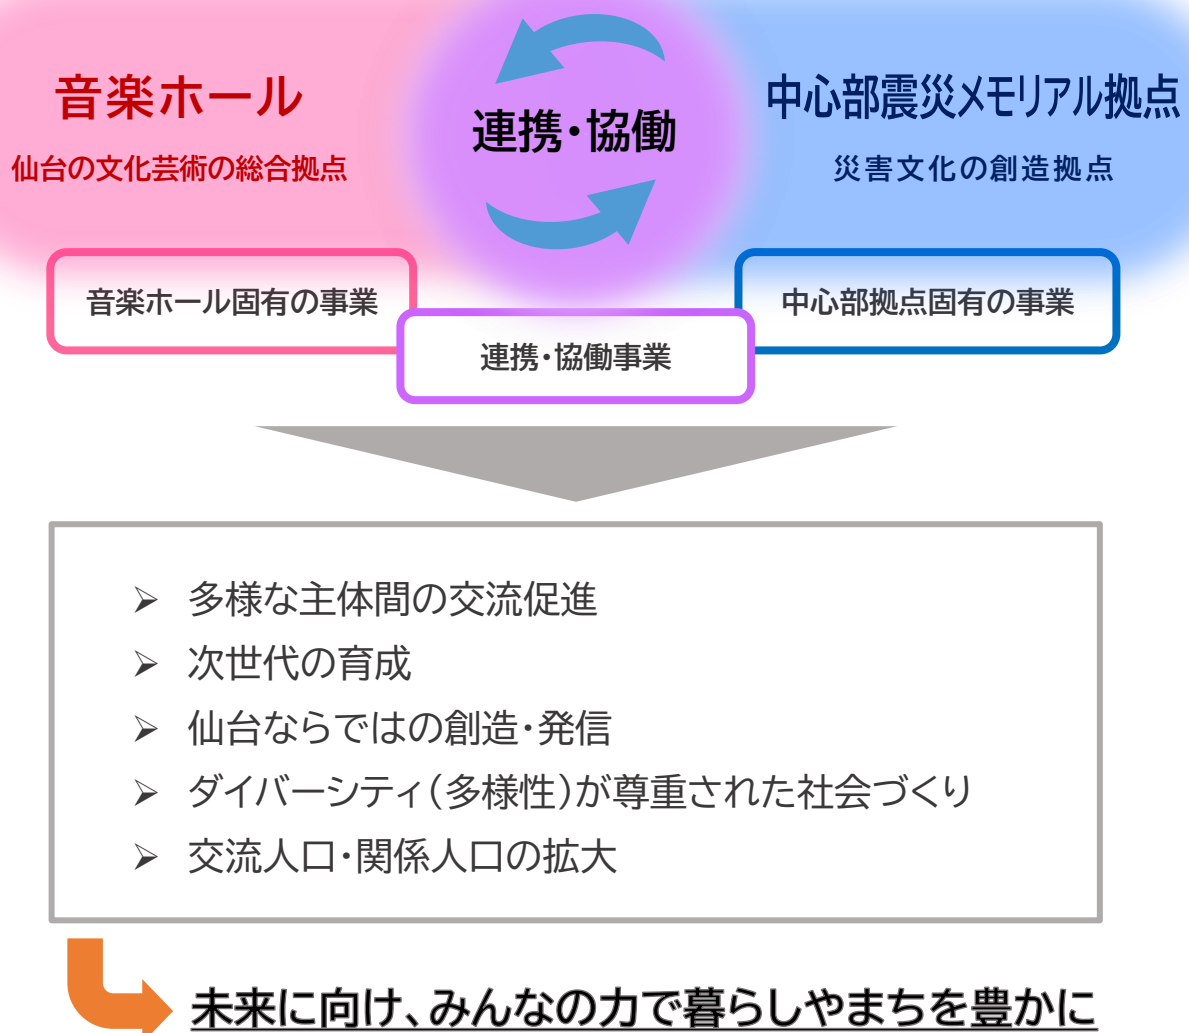 音楽ホール
仙台の文化芸術の総合拠点
連携・協働
中心部震災メモリアル拠点
災害文化の創造拠点
音楽ホール固有の事業
連携・協働事業
中心部拠点固有の事業
➢ 多様な主体間の交流促進
➢ 次世代の育成
➢ 仙台ならではの創造・発信
➢ ダイバーシティ(多様性)が尊重された社会づくり
➢ 交流人口・関係人口の拡大
未来に向け、みんなの力で暮らしやまちを豊かに